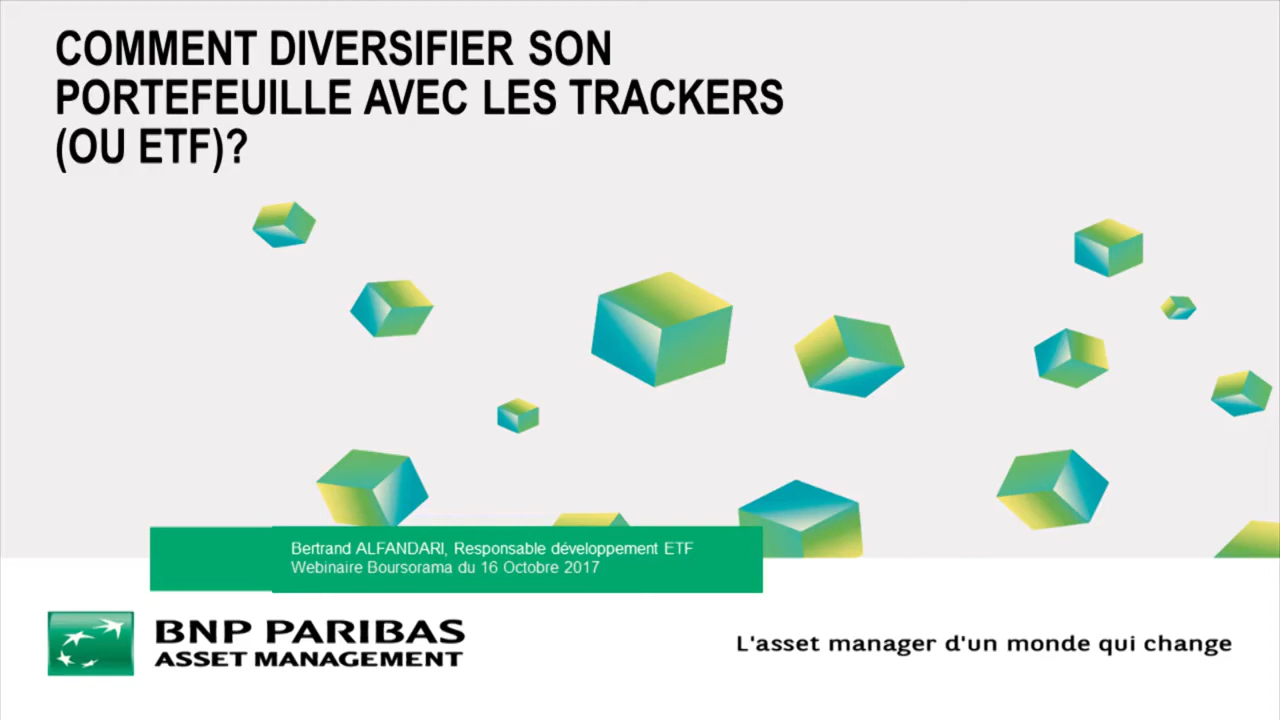 COMMENT DIVERSIFIER SON
PORTEFEUILLE AVEC LES TRACKERS
(OU ETF)?
Bertrand ALFANDARI, Responsable développement ETF
Webinaire Boursorama du 16 Octobre 2017
BNP PARIBAS
ASSET MANAGEMENT
L'asset manager d'un monde qui change